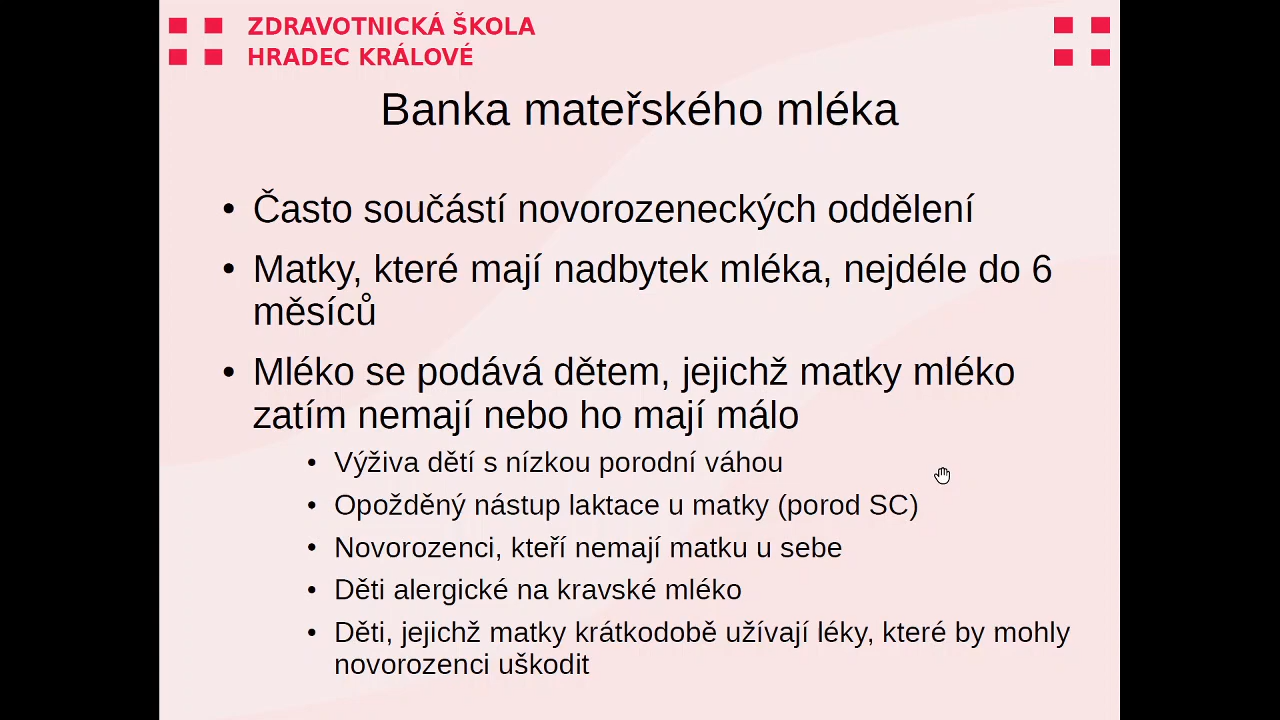 ZDRAVOTNICKÁ ŠKOLA
HRADEC KRÁLOVÉ
Banka mateřského mléka
• Často součástí novorozeneckých oddělení
• Matky, které mají nadbytek mléka, nejdéle do 6
měsíců
• Mléko se podává dětem, jejichž matky mléko
zatím nemají nebo ho mají málo
• Výživa dětí s nízkou porodní váhou
• Opožděný nástup laktace u matky (porod SC)
• Novorozenci, kteří nemají matku u sebe
• Děti alergické na kravské mléko
• Děti, jejichž matky krátkodobě užívají léky, které by mohly
novorozenci uškodit